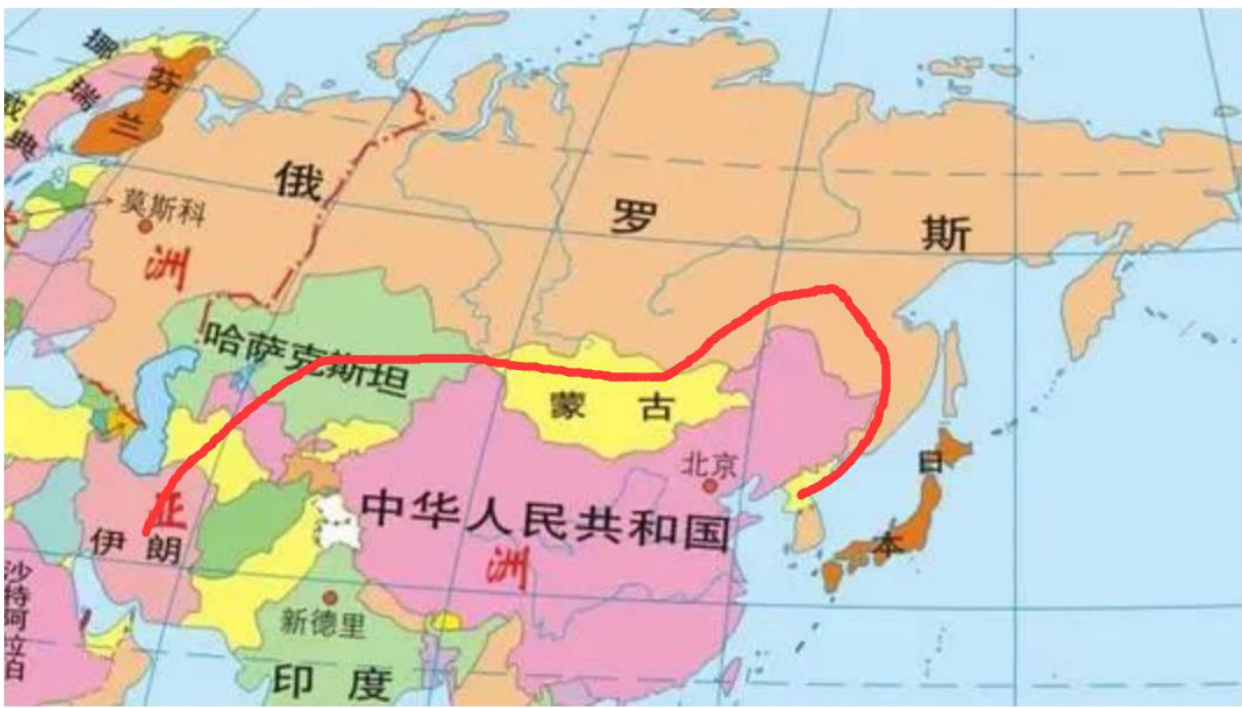 挪
瑞
典
芬
兰
威
俄
罗
斯
莫斯科
洲
哈萨克斯坦
蒙 古
北京
日
本
中华人民共和国
洲
亚
伊 朗
沙特阿拉伯
新德里
印 度